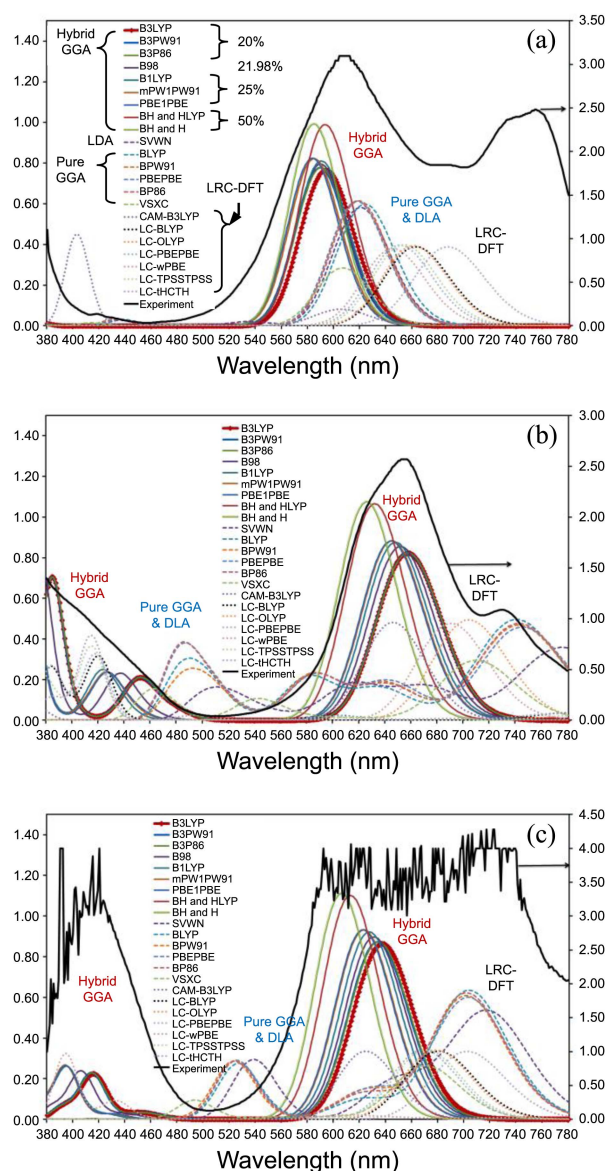 (a)
Hybrid
GGA
B3LYP
B3PW91
B3P86
20%
B98
21.98%
B1LYP
mPW1PW91
PBE1PBE
25%
BH and HLYP
BH and H
50%
LDA
SVWN
Pure
GGA
BLYP
BPW91
PBEPBE
BP86
VSXC
LRC-DFT
CAM-B3LYP
LC-BLYP
LC-OLYP
LC-PBEPBE
LC-wPBE
LC-TPSSTPSS
LC-tHCTH
Experiment
Hybrid
GGA
Pure GGA
& DLA
LRC-
DFT
1.40
1.20
1.00
0.80
0.60
0.40
0.20
0.00
3.50
3.00
2.50
2.00
1.50
1.00
0.50
0.00
380 400 420 440 460 480 500 520 540 560 580 600 620 640 660 680 700 720 740 760 780
Wavelength (nm)
(b)
B3LYP
B3PW91
B3P86
B98
B1LYP
mPW1PW91
PBE1PBE
BH and HLYP
BH and H
SVWN
BLYP
BPW91
PBEPBE
BP86
VSXC
CAM-B3LYP
LC-BLYP
LC-OLYP
LC-PBEPBE
LC-wPBE
LC-TPSSTPSS
LC-tHCTH
Experiment
Hybrid
GGA
Pure GGA
& DLA
Hybrid
GGA
LRC-
DFT
1.40
1.20
1.00
0.80
0.60
0.40
0.20
0.00
3.00
2.50
2.00
1.50
1.00
0.50
0.00
380 400 420 440 460 480 500 520 540 560 580 600 620 640 660 680 700 720 740 760 780
Wavelength (nm)
(c)
B3LYP
B3PW91
B3P86
B98
B1LYP
mPW1PW91
PBE1PBE
BH and HLYP
BH and H
SVWN
BLYP
BPW91
PBEPBE
BP86
VSXC
CAM-B3LYP
LC-BLYP
LC-OLYP
LC-PBEPBE
LC-wPBE
LC-TPSSTPSS
LC-tHCTH
Experiment
Hybrid
GGA
Pure GGA
& DLA
Hybrid
GGA
LRC-
DFT
1.40
1.20
1.00
0.80
0.60
0.40
0.20
0.00
4.50
4.00
3.50
3.00
2.50
2.00
1.50
1.00
0.50
0.00
380 400 420 440 460 480 500 520 540 560 580 600 620 640 660 680 700 720 740 760 780
Wavelength (nm)